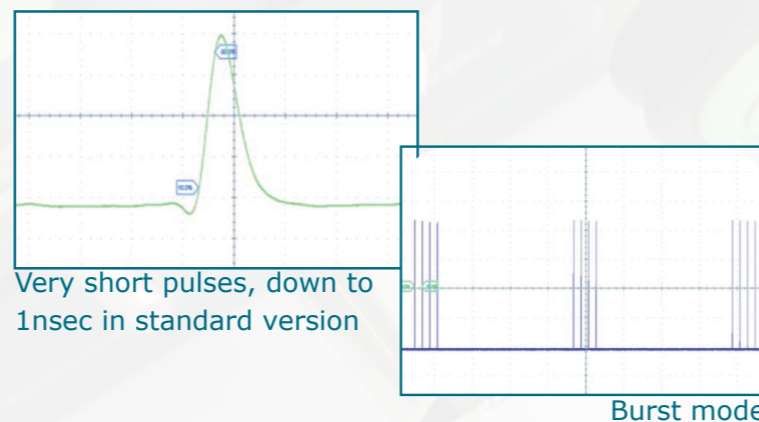 Very short pulses, down to
1nsec in standard version
Burst mode